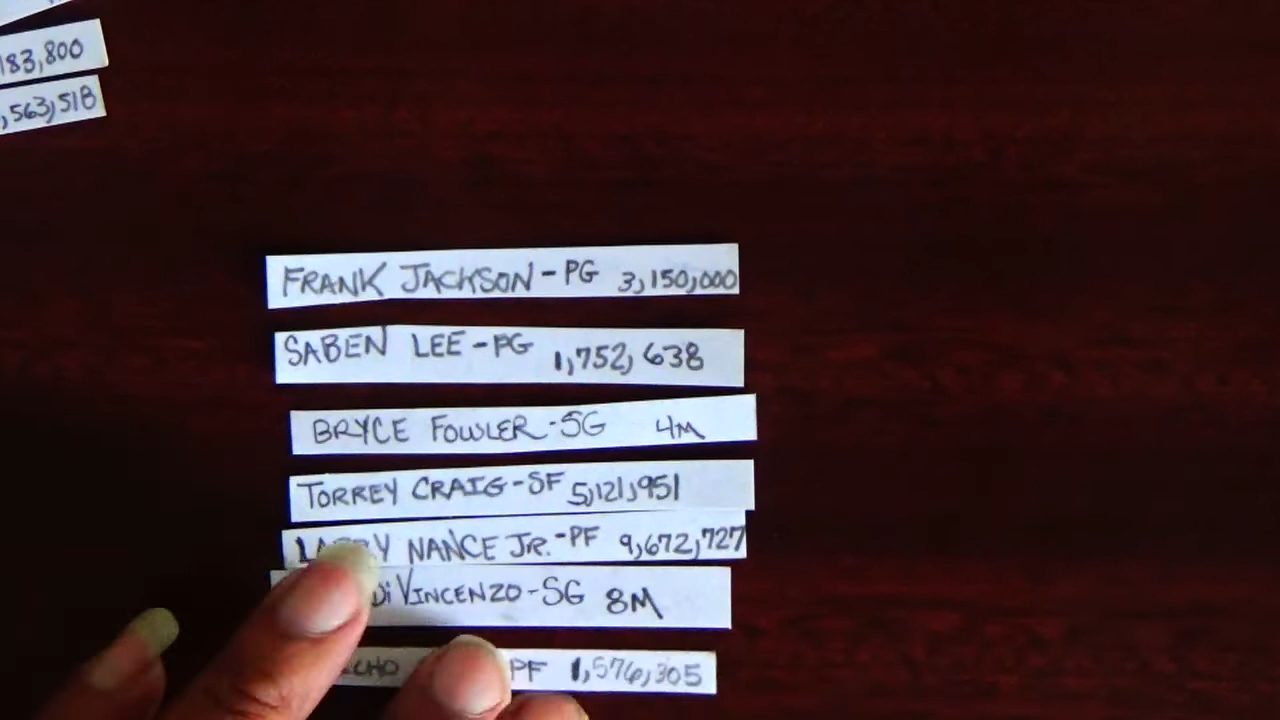 183,800
,563,518
FRANK JACKSON-PG 3,150,000
SABEN LEE-PG 1,752,638
BRYCE FOWLER-SG 4M
TORREY CRAIG-SF 5,121,951
LARRY NANCE JR.-PF 9,672,727
DiVINCENZO-SG 8M
PF 1,576,305